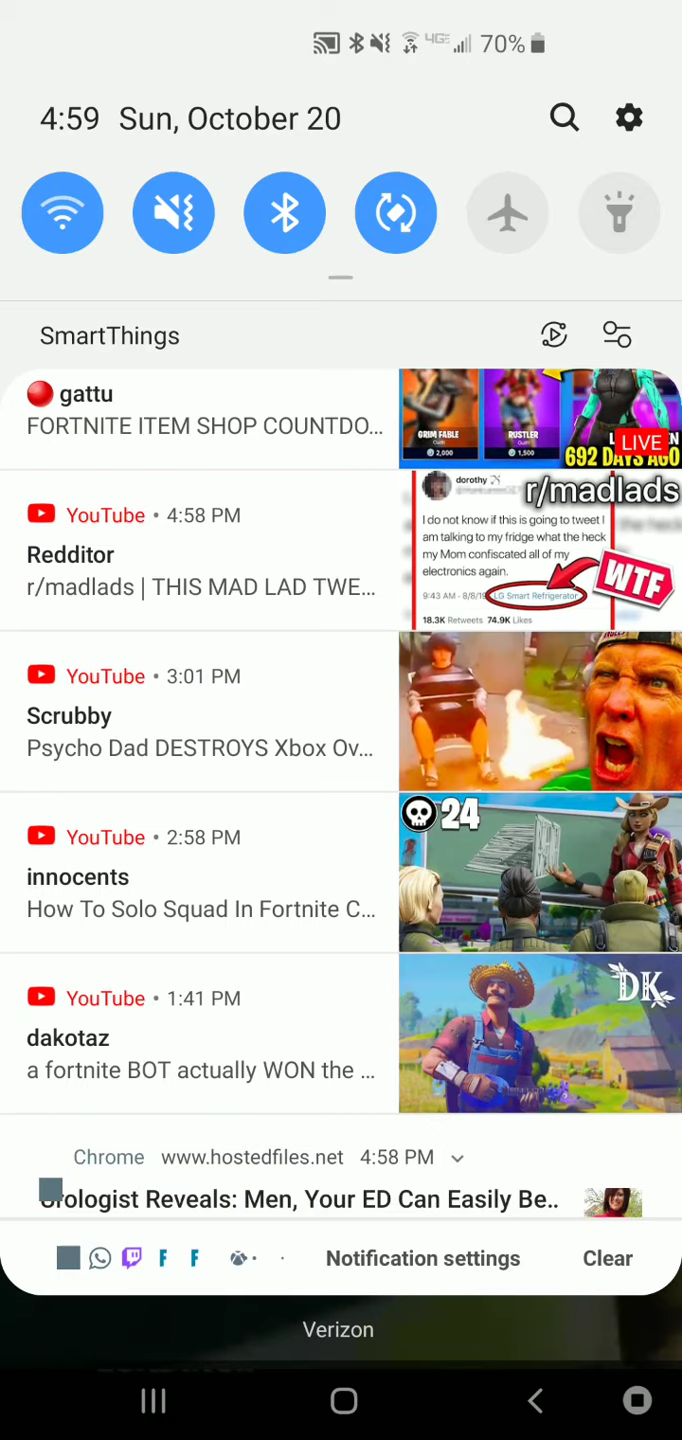 4GE 70%
4:59 Sun, October 20
SmartThings
gattu
FORTNITE ITEM SHOP COUNTDO...
GRIM FABLE
2,000
RUSTLER
1,500
LIVE
692 DAYS AGO
YouTube • 4:58 PM
Redditor
r/madlads | THIS MAD LAD TWE...
dorothy
r/madlads
I do not know if this is going to tweet I
am talking to my fridge what the heck
my Mom confiscated all of my
electronics again.
WTF
9:43 AM - 8/8/19 LG Smart Refrigerator
18.3K Retweets 74.9K Likes
YouTube • 3:01 PM
Scrubby
Psycho Dad DESTROYS Xbox Ov...
YouTube • 2:58 PM
innocents
How To Solo Squad In Fortnite C...
24
YouTube • 1:41 PM
dakotaz
a fortnite BOT actually WON the ...
DK
Chrome www.hostedfiles.net 4:58 PM
Urologist Reveals: Men, Your ED Can Easily Be..
F F Notification settings Clear
Verizon